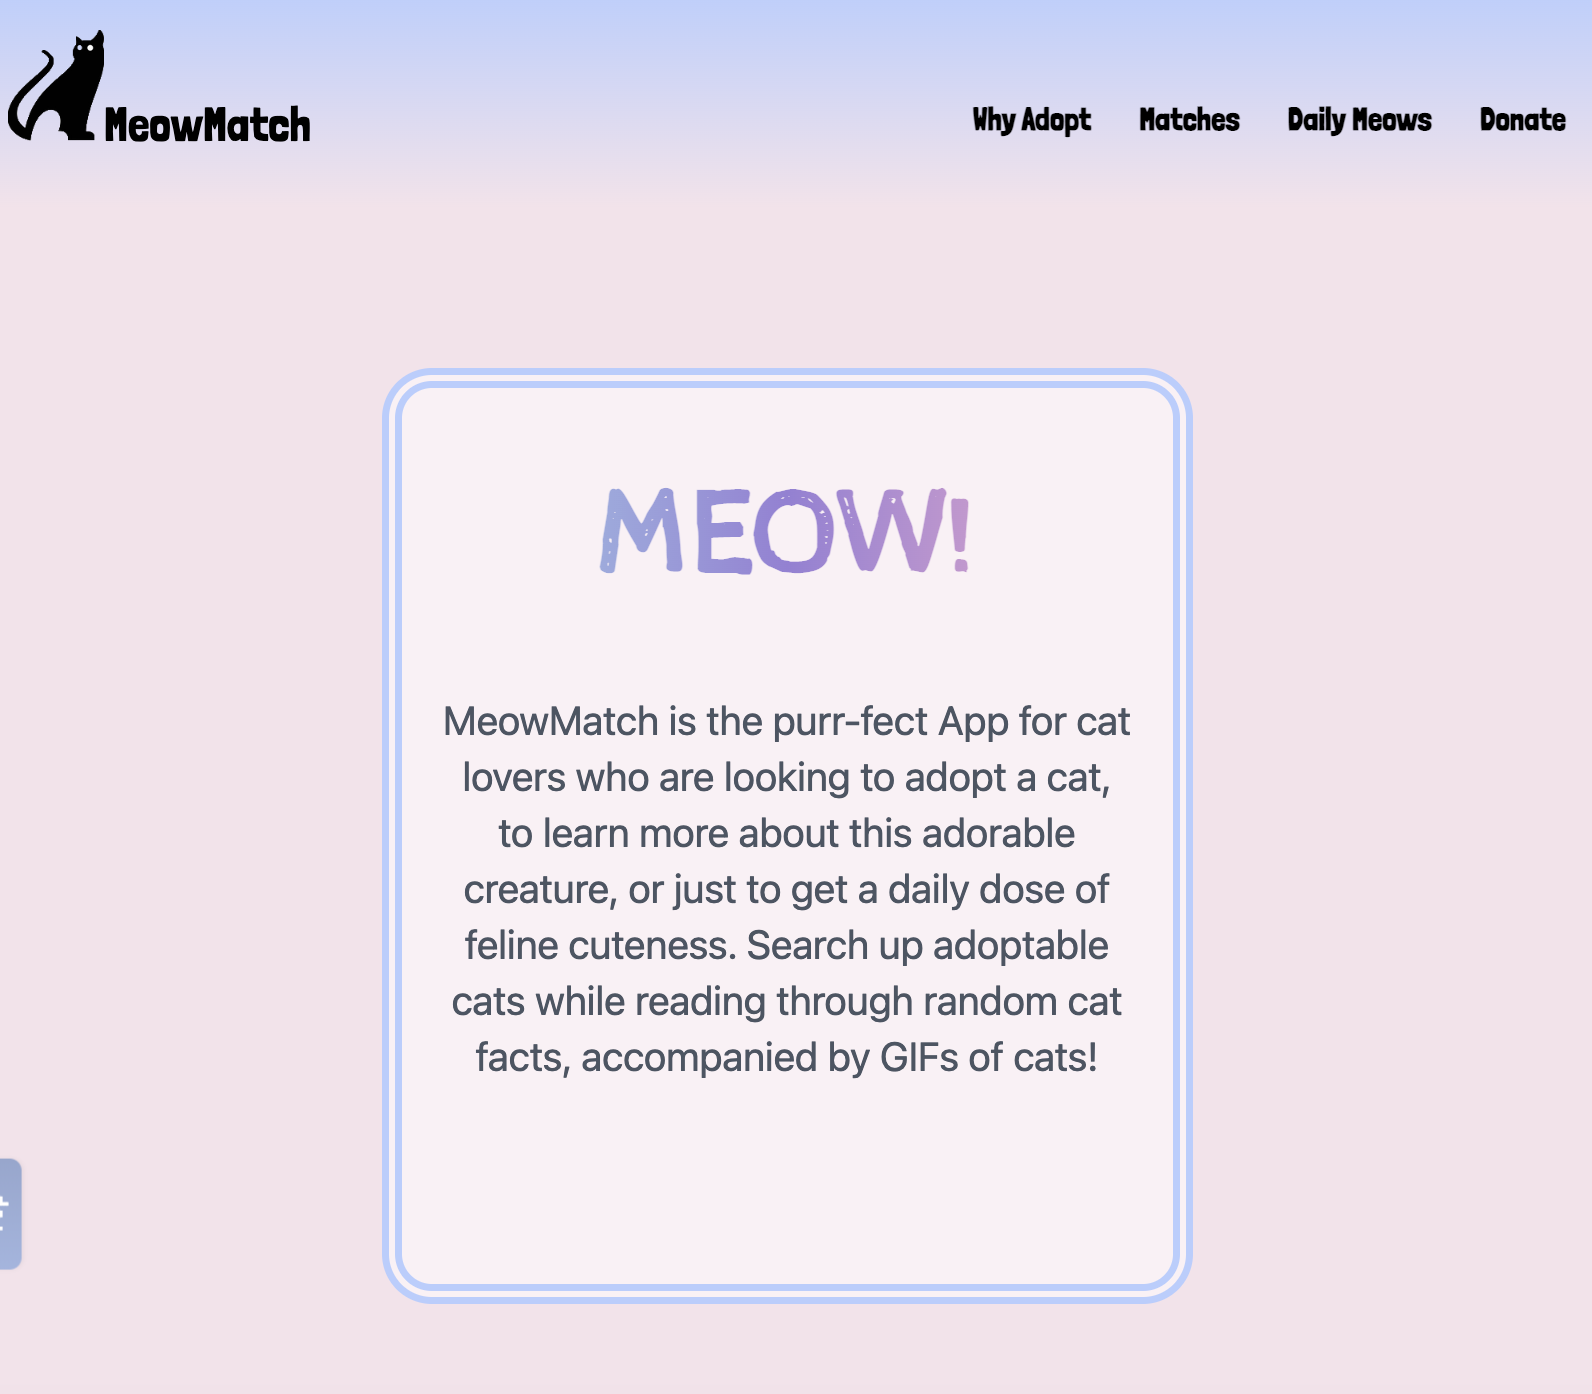 MeowMatch
Why Adopt
Matches
Daily Meows
Donate
MEOW!
MeowMatch is the purr-fect App for cat
lovers who are looking to adopt a cat,
to learn more about this adorable
creature, or just to get a daily dose of
feline cuteness. Search up adoptable
cats while reading through random cat
facts, accompanied by GIFs of cats!